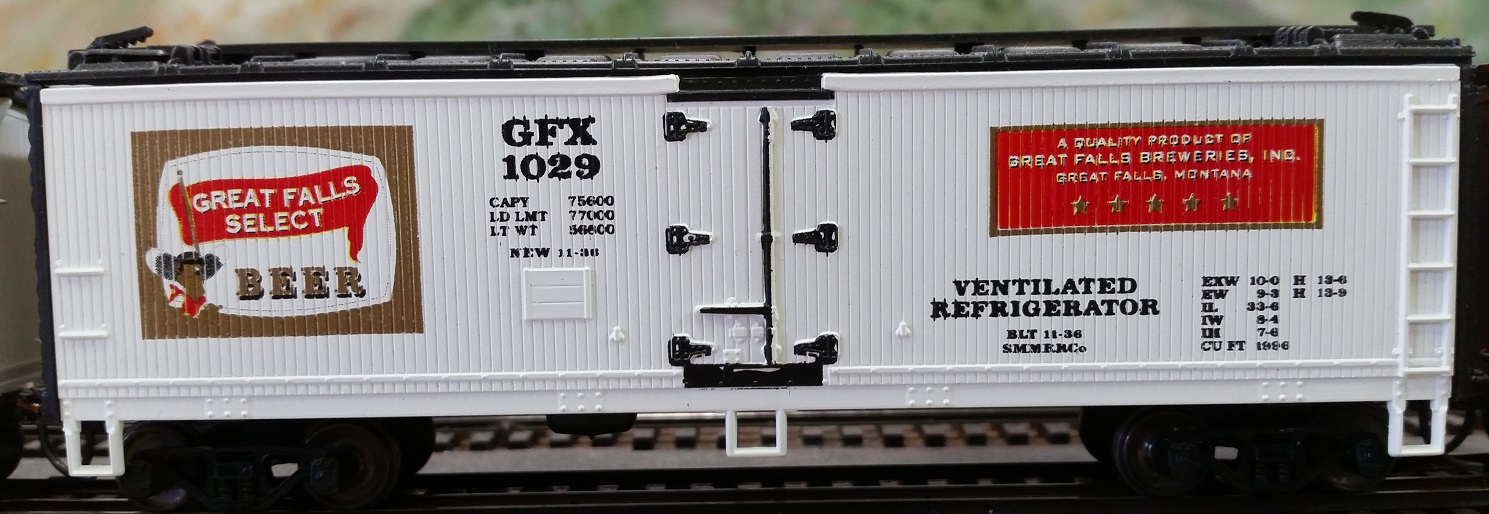 GREAT FALLS
SELECT
BEER
GFX
1029
CAPY 75600
LD LMT 77000
LT WT 56600
NEW 11-36
A QUALITY PRODUCT OF
GREAT FALLS BREWERIES, INC.
GREAT FALLS, MONTANA
VENTILATED
REFRIGERATOR
BLT 11-36
EXW 10-0 H 13-6
EW 9-3 H 13-9
IL 33-6
IW 8-4
IH 7-6
CU FT 1996